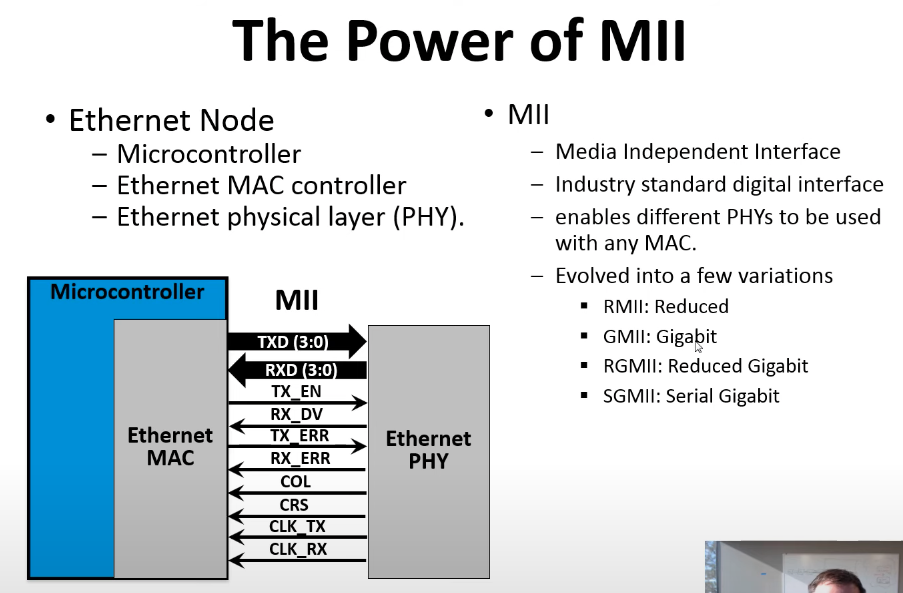 The Power of MII
• Ethernet Node
– Microcontroller
– Ethernet MAC controller
– Ethernet physical layer (PHY).
• MII
– Media Independent Interface
– Industry standard digital interface
– enables different PHYs to be used
with any MAC.
– Evolved into a few variations
▪ RMII: Reduced
▪ GMII: Gigabit
▪ RGMII: Reduced Gigabit
▪ SGMII: Serial Gigabit
Microcontroller
MII
TXD (3:0)
RXD (3:0)
TX_EN
RX_DV
TX_ERR
RX_ERR
COL
CRS
CLK_TX
CLK_RX
Ethernet
MAC
Ethernet
PHY